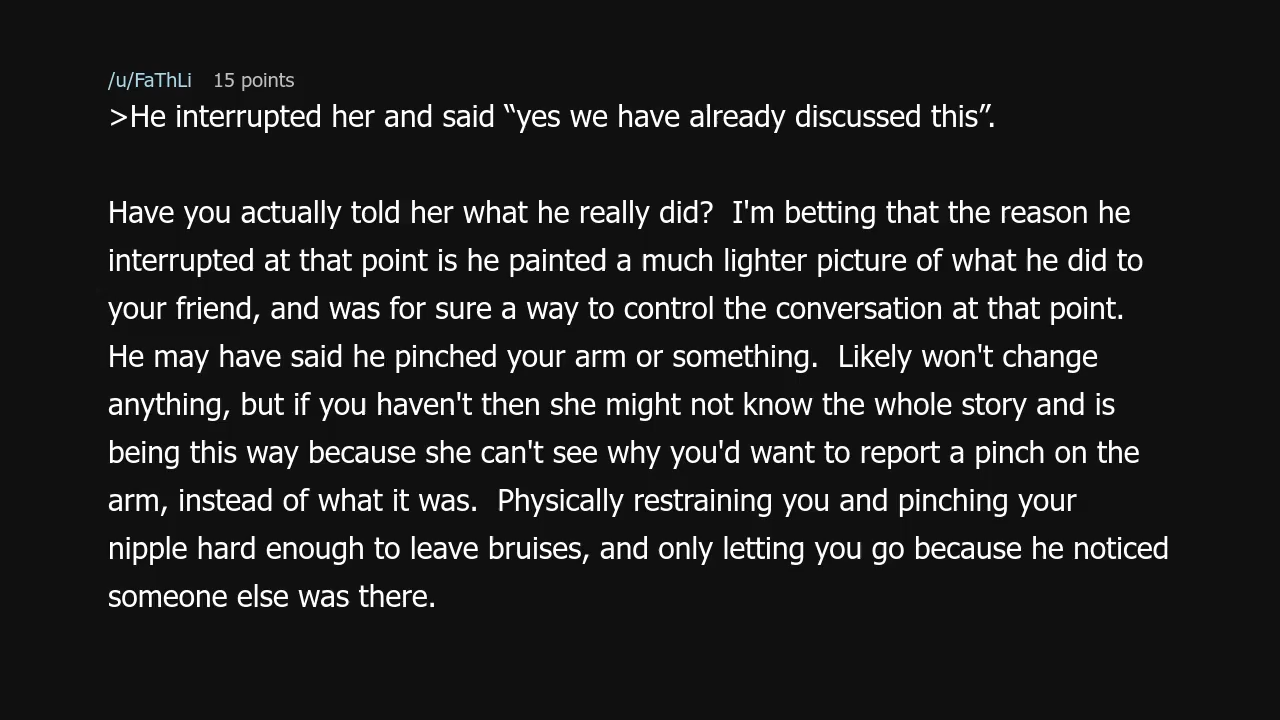 /u/FaThLi 15 points
>He interrupted her and said “yes we have already discussed this”.
Have you actually told her what he really did?  I'm betting that the reason he
interrupted at that point is he painted a much lighter picture of what he did to
your friend, and was for sure a way to control the conversation at that point.
He may have said he pinched your arm or something.  Likely won't change
anything, but if you haven't then she might not know the whole story and is
being this way because she can't see why you'd want to report a pinch on the
arm, instead of what it was.  Physically restraining you and pinching your
nipple hard enough to leave bruises, and only letting you go because he noticed
someone else was there.